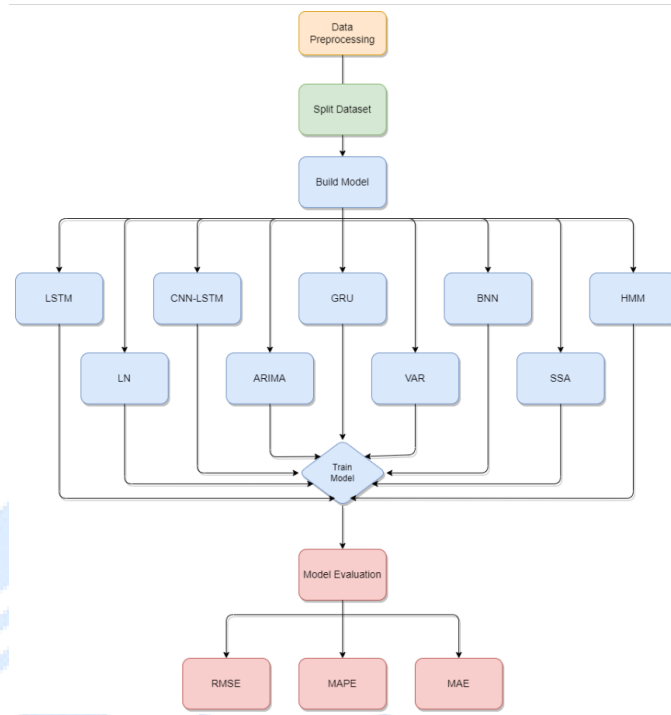 Data
Preprocessing
Split Dataset
Build Model
LSTM
CNN-LSTM
GRU
BNN
HMM
LN
ARIMA
VAR
SSA
Train
Model
Model Evaluation
RMSE
MAPE
MAE